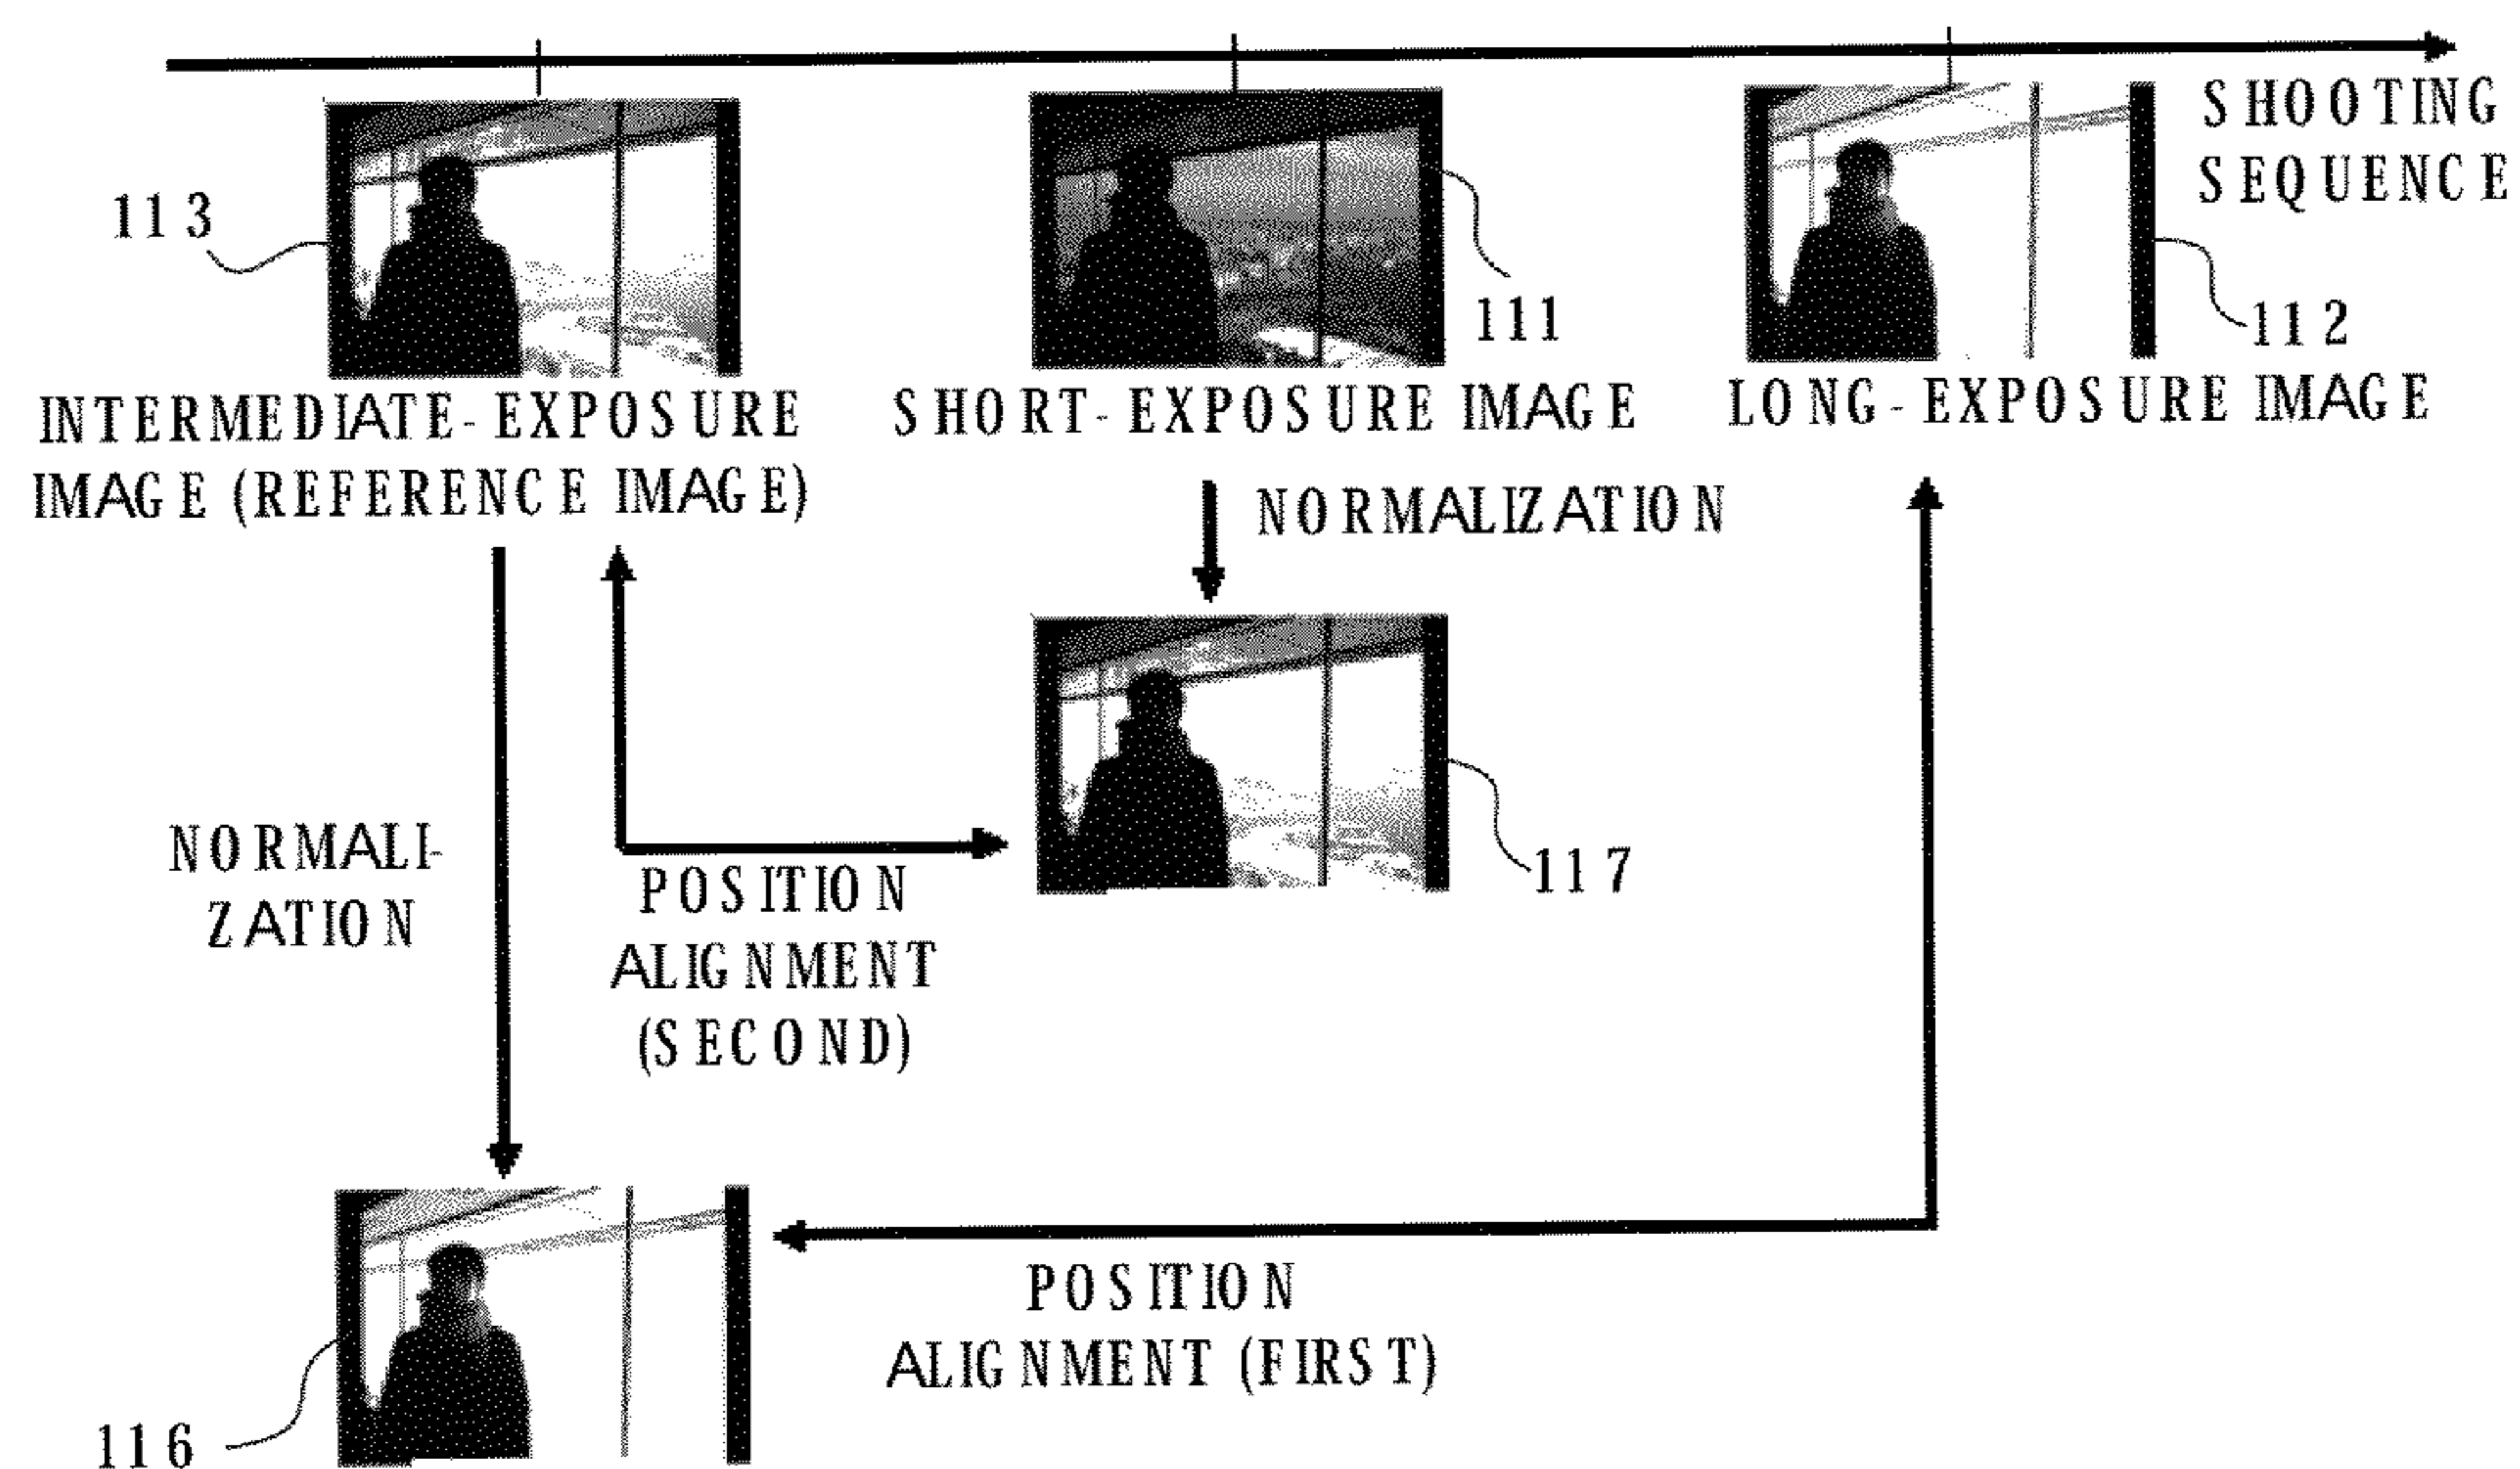 SHOOTING
SEQUENCE
113
111
112
INTERMEDIATE-EXPOSURE
IMAGE (REFERENCE IMAGE)
SHORT-EXPOSURE IMAGE
LONG-EXPOSURE IMAGE
NORMALIZATION
117
NORMALI-
ZATION
POSITION
ALIGNMENT
(SECOND)
POSITION
ALIGNMENT (FIRST)
116